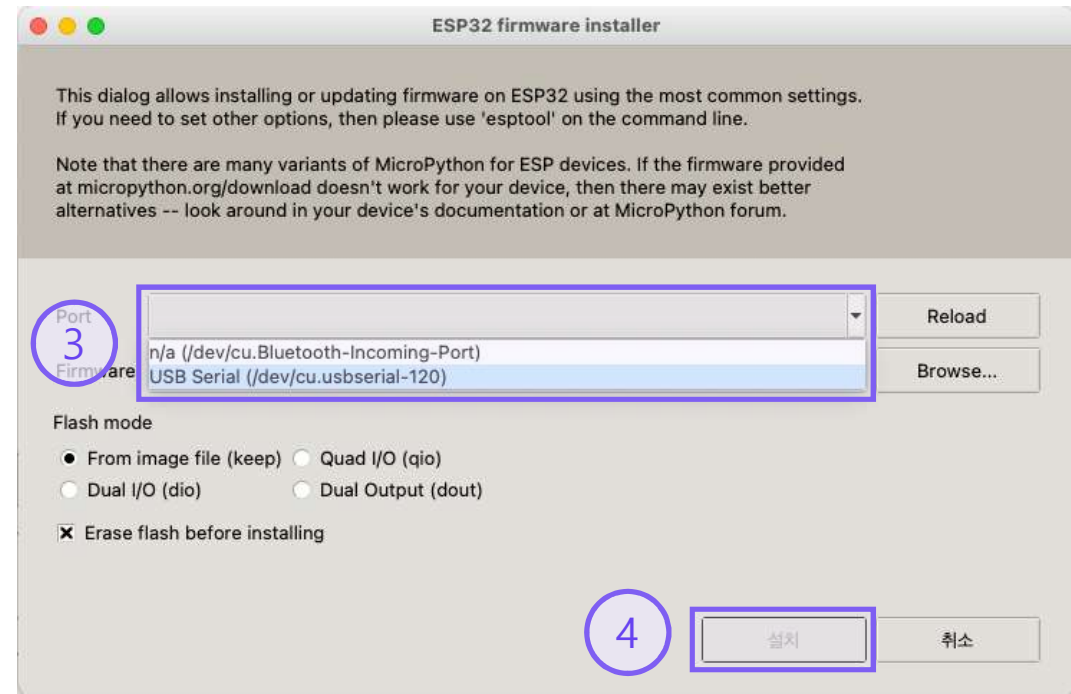 ESP32 firmware installer
This dialog allows installing or updating firmware on ESP32 using the most common settings.
If you need to set other options, then please use 'esptool' on the command line.
Note that there are many variants of MicroPython for ESP devices. If the firmware provided
at micropython.org/download doesn't work for your device, then there may exist better
alternatives -- look around in your device's documentation or at MicroPython forum.
Port
Reload
3
n/a (/dev/cu.Bluetooth-Incoming-Port)
Firmware
USB Serial (/dev/cu.usbserial-120)
Browse...
Flash mode
From image file (keep)
Quad I/O (qio)
Dual I/O (dio)
Dual Output (dout)
Erase flash before installing
4
설치
취소